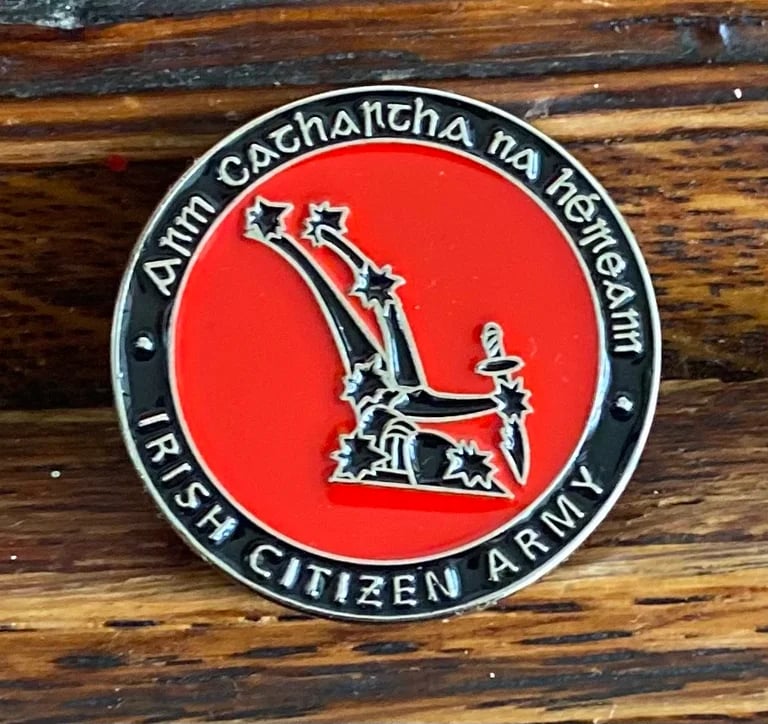 Arm Cathartha na hÉireann
IRISH CITIZEN ARMY